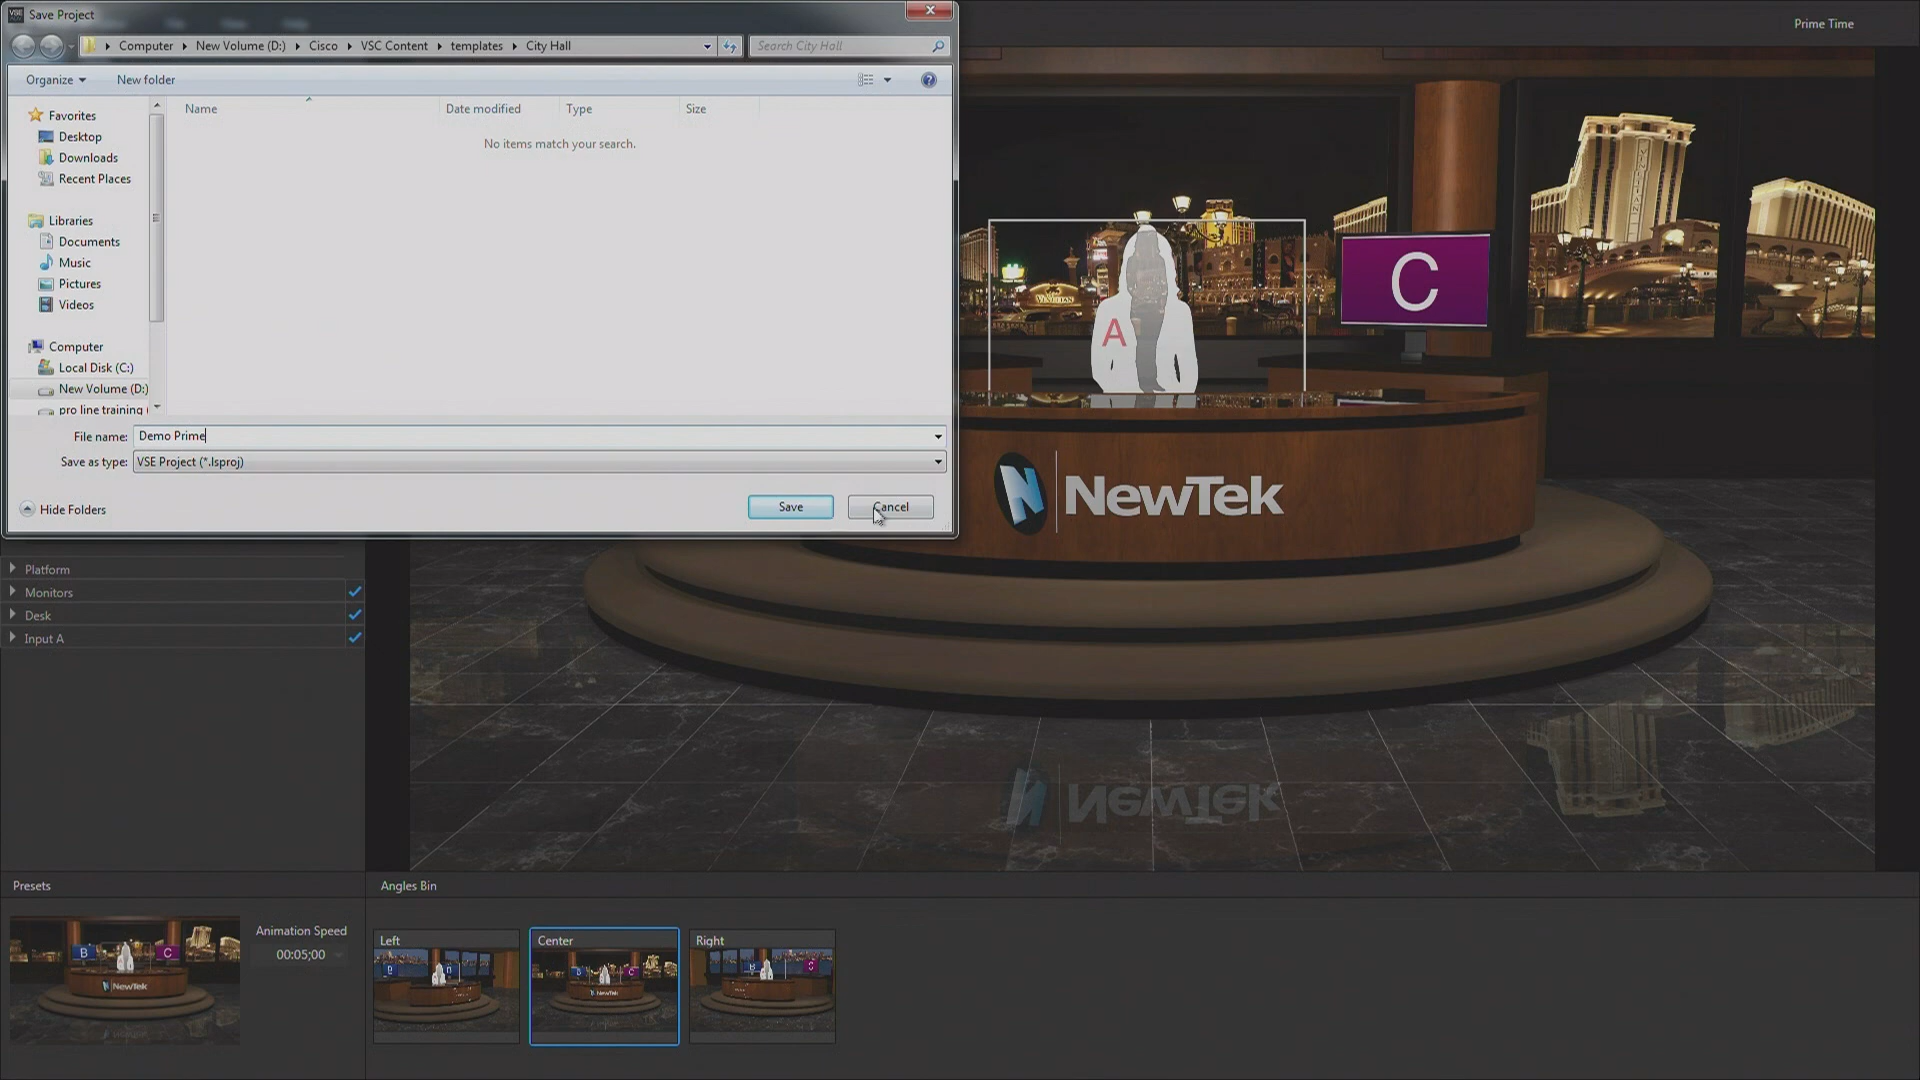 Save Project
Prime Time
Computer
New Volume (D:)
Cisco
VSC Content
templates
City Hall
Search City Hall
Organize
New folder
Name
Date modified
Type
Size
No items match your search.
Favorites
Desktop
Downloads
Recent Places
Libraries
Documents
Music
Pictures
Videos
Computer
Local Disk (C:)
New Volume (D:)
pro line training (
File name:
Demo Prime
Save as type:
VSE Project (*.lsproj)
Hide Folders
Save
Cancel
VENETIAN
A
C
NewTek
NewTek
Platform
Monitors
Desk
Input A
Presets
Angles Bin
Animation Speed
00:05;00
B
C
NewTek
Left
Center
Right